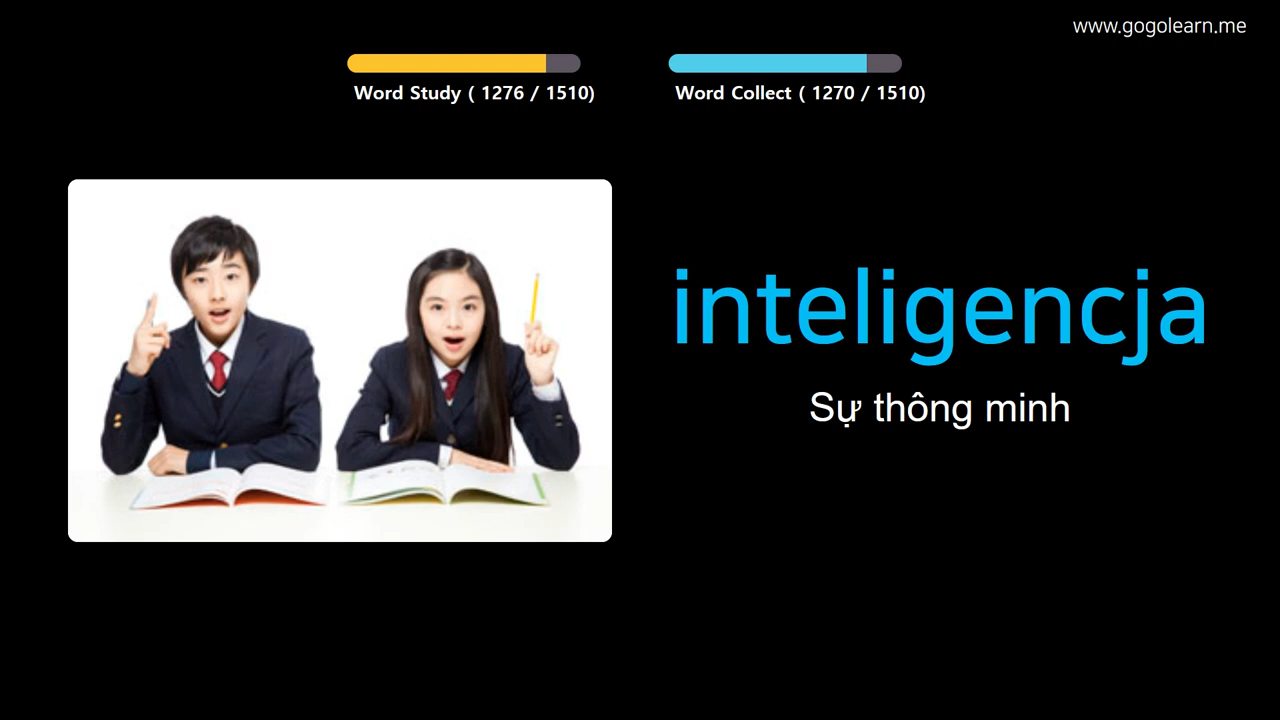 www.gogolearn.me
Word Study ( 1276 / 1510)
Word Collect ( 1270 / 1510)
inteligencja
Sự thông minh